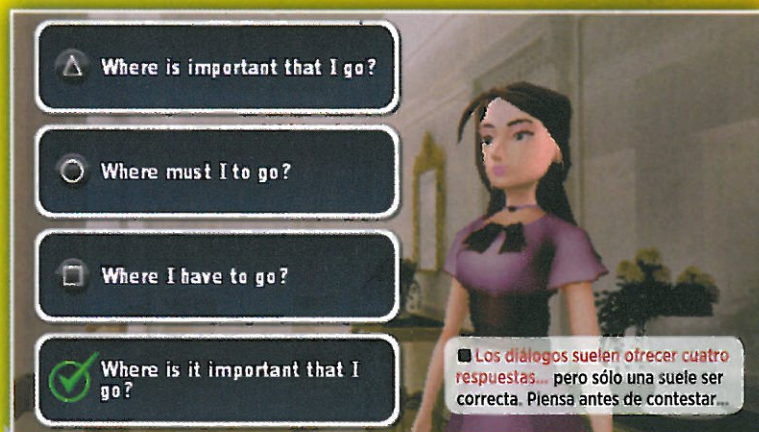 Where is important that I go?
Where must I to go?
Where I have to go?
Where is it important that I
go?
Los diálogos suelen ofrecer cuatro
respuestas... pero sólo una suele ser
correcta. Piensa antes de contestar...